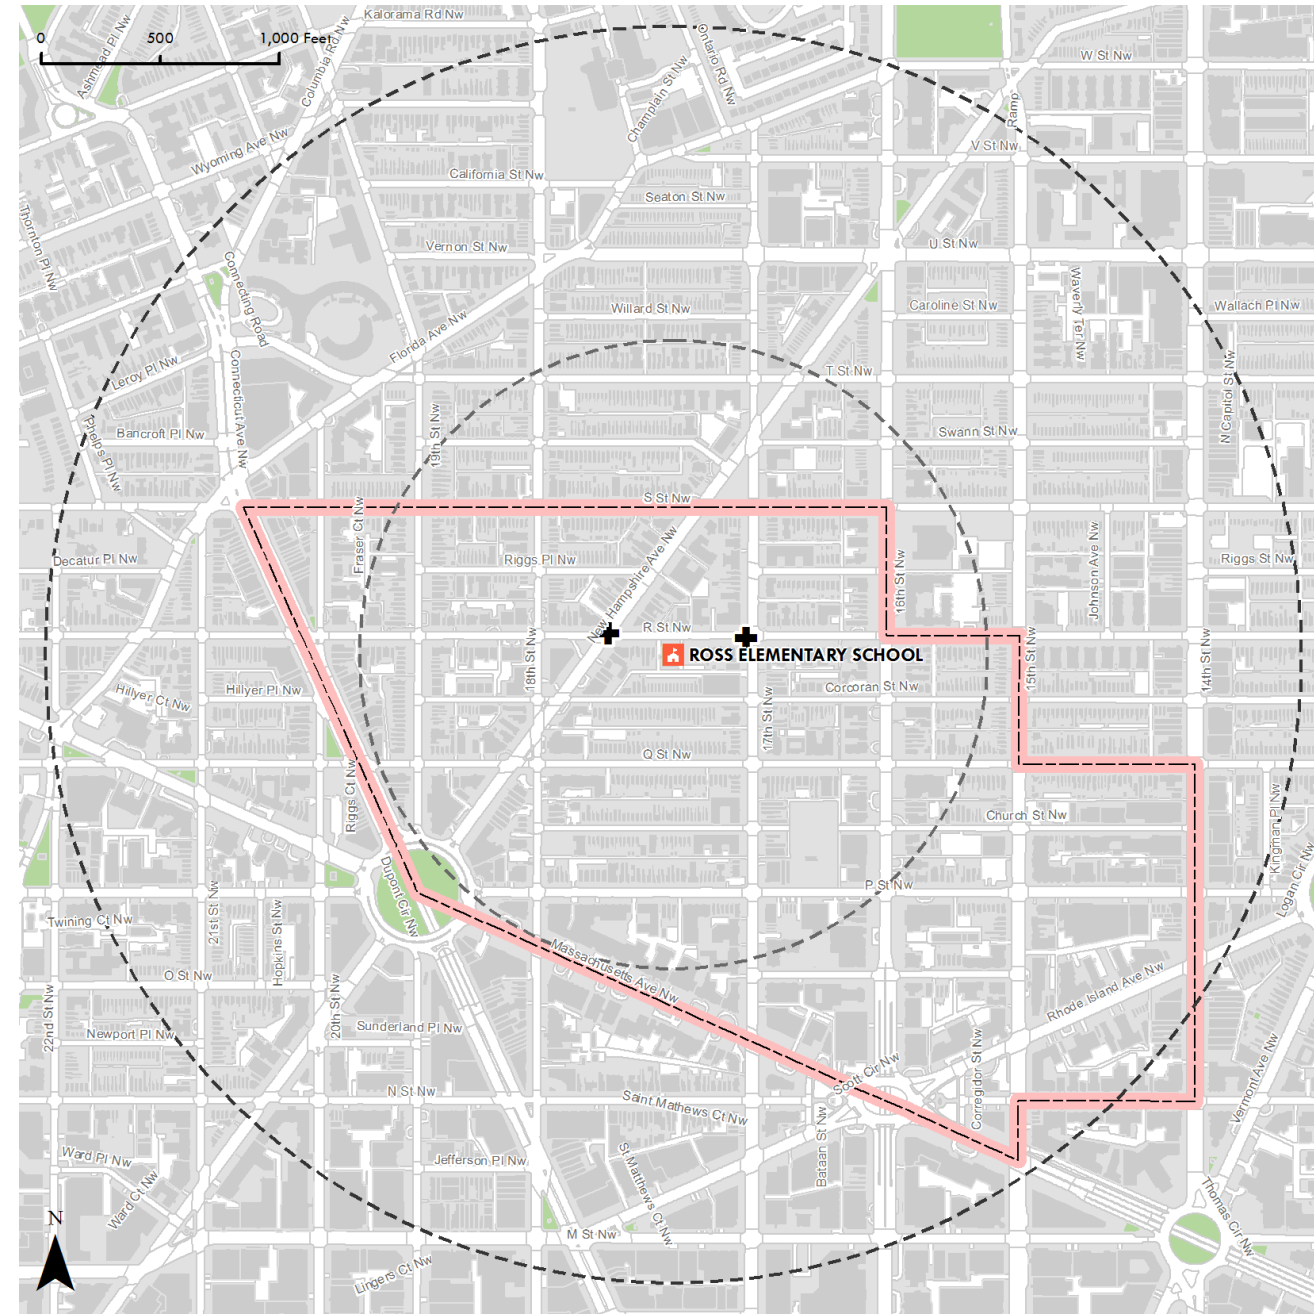 Kalorama Rd Nw
0 500 1,000 Feet
Ashmead Pl Nw
Columbia Rd Nw
Ontario Rd Nw
Champlain St Nw
W St Nw
Ramp
Wyoming Ave Nw
V St Nw
California St Nw
Seaton St Nw
Thornton Pl Nw
Vernon St Nw
U St Nw
Connecting Road
Waverly Ter Nw
Willard St Nw
Caroline St Nw
Wallach Pl Nw
Florida Ave Nw
Leroy Pl Nw
Connecticut Ave Nw
T St Nw
N Capitol St Nw
19th St Nw
Bancroft Pl Nw
Phelps Pl Nw
Swann St Nw
S St Nw
Fraser Ct Nw
Decatur Pl Nw
Riggs Pl Nw
New Hampshire Ave Nw
16th St Nw
Johnson Ave Nw
Riggs St Nw
R St Nw
ROSS ELEMENTARY SCHOOL
18th St Nw
15th St Nw
14th St Nw
Hillyer Ct Nw
Hillyer Pl Nw
Corcoran St Nw
17th St Nw
Q St Nw
Riggs Ct Nw
Church St Nw
Kingman Pl Nw
Logan Cir Nw
Dupont Cir Nw
P St Nw
Twining Ct Nw
21st St Nw
Hopkins St Nw
Massachusetts Ave Nw
O St Nw
Rhode Island Ave Nw
22nd St Nw
20th St Nw
Newport Pl Nw
Sunderland Pl Nw
Corregidor St Nw
Vermont Ave Nw
Scott Cir Nw
N St Nw
Saint Mathews Ct Nw
Bataan St Nw
Ward Pl Nw
Jefferson Pl Nw
St Matthews Ct Nw
Ward Ct Nw
Thomas Cir Nw
N
M St Nw
Lingers Ct Nw